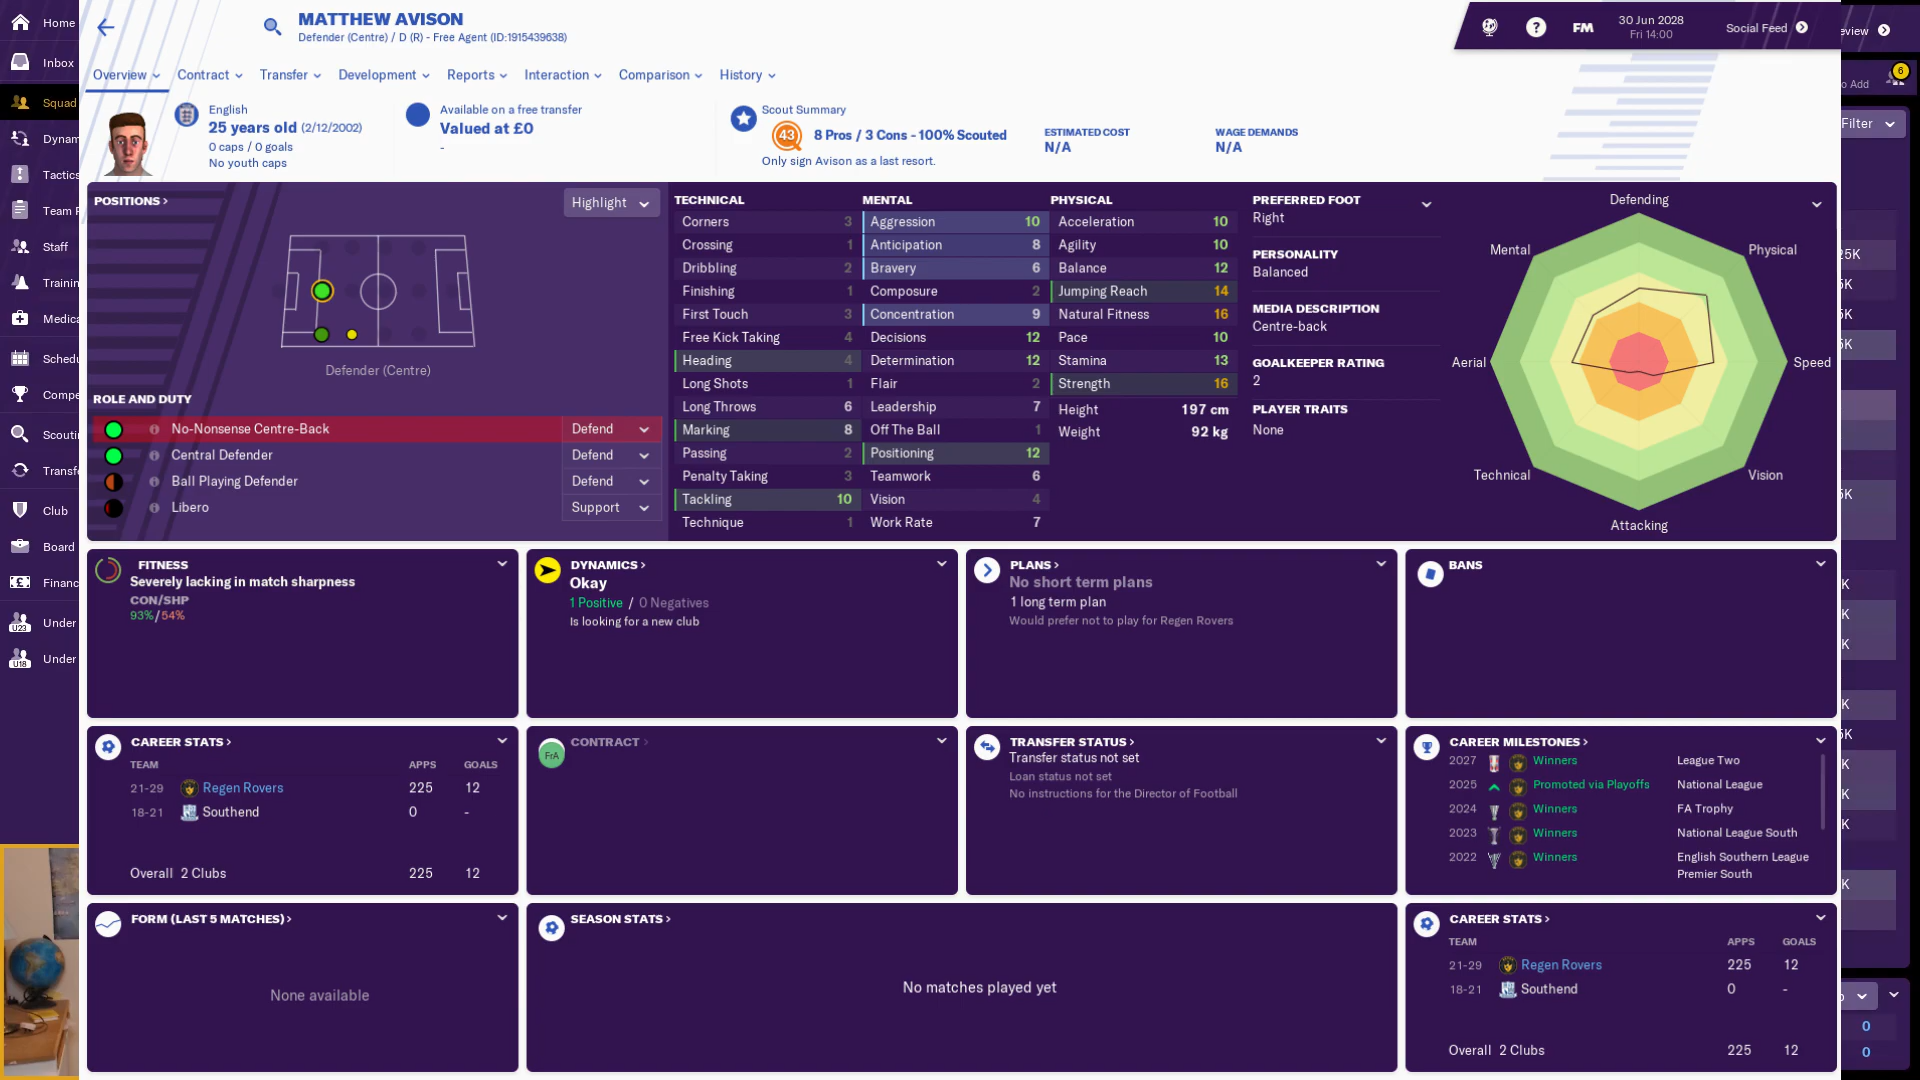 Home
Inbox
Squad
Dynam
Tactics
Team F
Staff
Trainin
Medica
Schedu
Compe
Scoutin
Transfe
Club
Board
Financ
Under
U23
Under
U18
MATTHEW AVISON
Defender (Centre) / D (R) - Free Agent (ID:1915439638)
FM
30 Jun 2028
Fri 14:00
Social Feed
eview
6
o Add
Overview
Contract
Transfer
Development
Reports
Interaction
Comparison
History
English
25 years old (2/12/2002)
0 caps / 0 goals
No youth caps
Available on a free transfer
Valued at £0
-
Scout Summary
43
8 Pros / 3 Cons - 100% Scouted
Only sign Avison as a last resort.
ESTIMATED COST
N/A
WAGE DEMANDS
N/A
Filter
POSITIONS >
Highlight
Defender (Centre)
ROLE AND DUTY
No-Nonsense Centre-Back Defend
Central Defender Defend
Ball Playing Defender Defend
Libero Support
TECHNICAL
Corners 3
Crossing 1
Dribbling 2
Finishing 1
First Touch 3
Free Kick Taking 4
Heading 4
Long Shots 1
Long Throws 6
Marking 8
Passing 2
Penalty Taking 3
Tackling 10
Technique 1
MENTAL
Aggression 10
Anticipation 8
Bravery 6
Composure 2
Concentration 9
Decisions 12
Determination 12
Flair 2
Leadership 7
Off The Ball 1
Positioning 12
Teamwork 6
Vision 4
Work Rate 7
PHYSICAL
Acceleration 10
Agility 10
Balance 12
Jumping Reach 14
Natural Fitness 16
Pace 10
Stamina 13
Strength 16
Height 197 cm
Weight 92 kg
PREFERRED FOOT
Right
PERSONALITY
Balanced
MEDIA DESCRIPTION
Centre-back
GOALKEEPER RATING
2
PLAYER TRAITS
None
Defending
Mental
Physical
Aerial
Speed
Technical
Vision
Attacking
25K
5K
5K
5K
K
K
K
K
5K
K
K
K
K
FITNESS
Severely lacking in match sharpness
CON/SHP
93%/54%
DYNAMICS >
Okay
1 Positive / 0 Negatives
Is looking for a new club
PLANS >
No short term plans
1 long term plan
Would prefer not to play for Regen Rovers
BANS
CAREER STATS >
TEAM APPS GOALS
21-29 Regen Rovers 225 12
18-21 Southend 0 -
Overall 2 Clubs 225 12
FrA
CONTRACT >
TRANSFER STATUS >
Transfer status not set
Loan status not set
No instructions for the Director of Football
CAREER MILESTONES >
2027 Winners League Two
2025 Promoted via Playoffs National League
2024 Winners FA Trophy
2023 Winners National League South
2022 Winners English Southern League
Premier South
FORM (LAST 5 MATCHES) >
None available
SEASON STATS >
No matches played yet
CAREER STATS >
TEAM APPS GOALS
21-29 Regen Rovers 225 12
18-21 Southend 0 -
Overall 2 Clubs 225 12
0
0